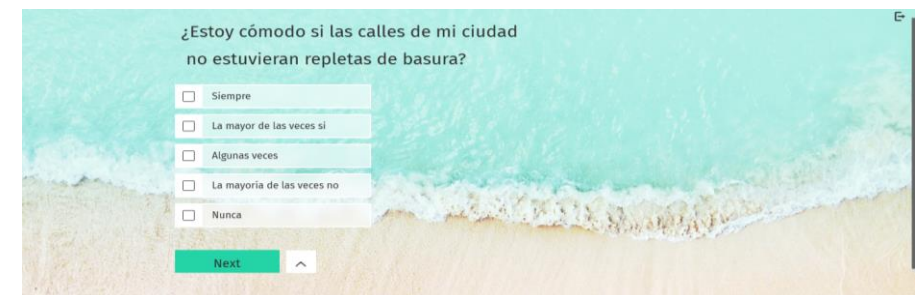 ¿Estoy cómodo si las calles de mi ciudad
no estuvieran repletas de basura?
Siempre
La mayor de las veces si
Algunas veces
La mayoría de las veces no
Nunca
Next